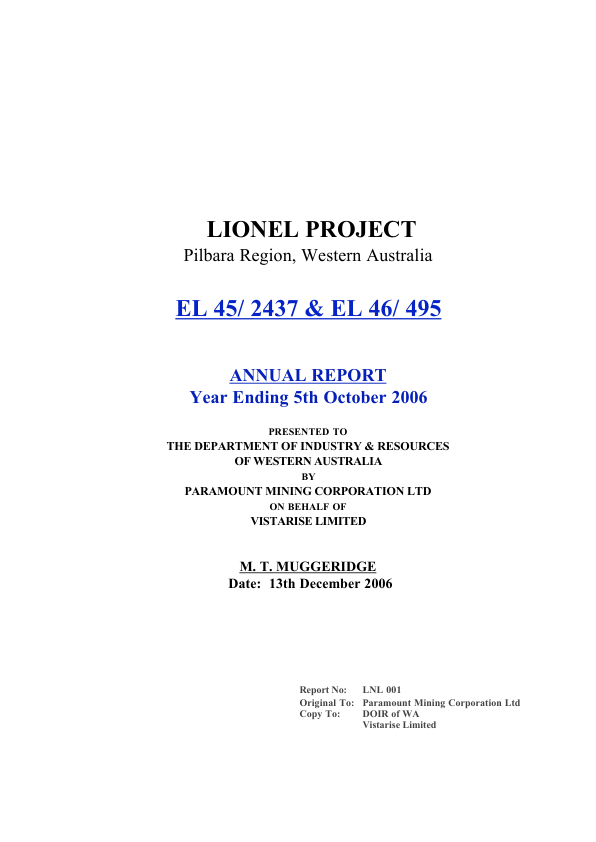 LIONEL PROJECT
Pilbara Region, Western Australia
EL 45/ 2437 & EL 46/ 495
ANNUAL REPORT
Year Ending 5th October 2006
PRESENTED TO
THE DEPARTMENT OF INDUSTRY & RESOURCES
OF WESTERN AUSTRALIA
BY
PARAMOUNT MINING CORPORATION LTD
ON BEHALF OF
VISTARISE LIMITED
M. T. MUGGERIDGE
Date: 13th December 2006
Report No: LNL 001
Original To: Paramount Mining Corporation Ltd
Copy To: DOIR of WA
Vistarise Limited